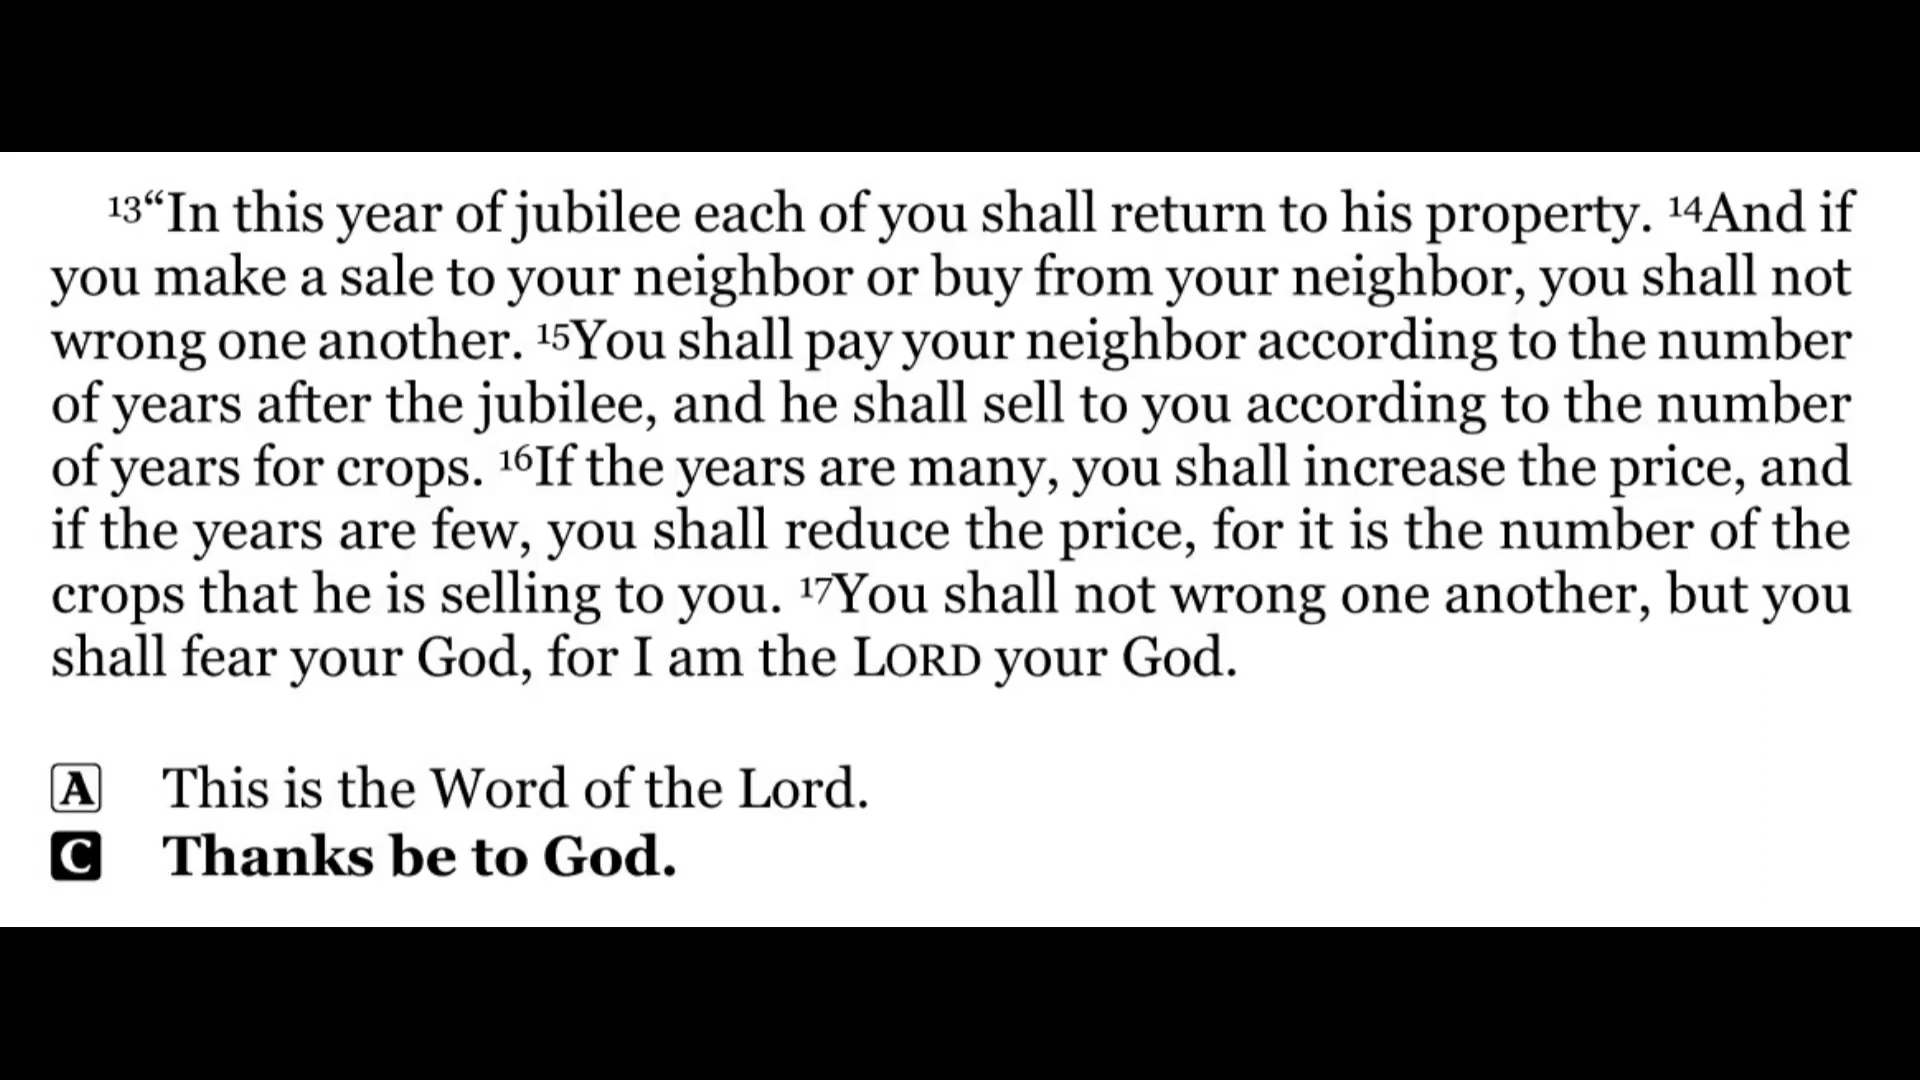 13“In this year of jubilee each of you shall return to his property. 14And if
you make a sale to your neighbor or buy from your neighbor, you shall not
wrong one another. 15You shall pay your neighbor according to the number
of years after the jubilee, and he shall sell to you according to the number
of years for crops. 16If the years are many, you shall increase the price, and
if the years are few, you shall reduce the price, for it is the number of the
crops that he is selling to you. 17You shall not wrong one another, but you
shall fear your God, for I am the LORD your God.
A This is the Word of the Lord.
C Thanks be to God.